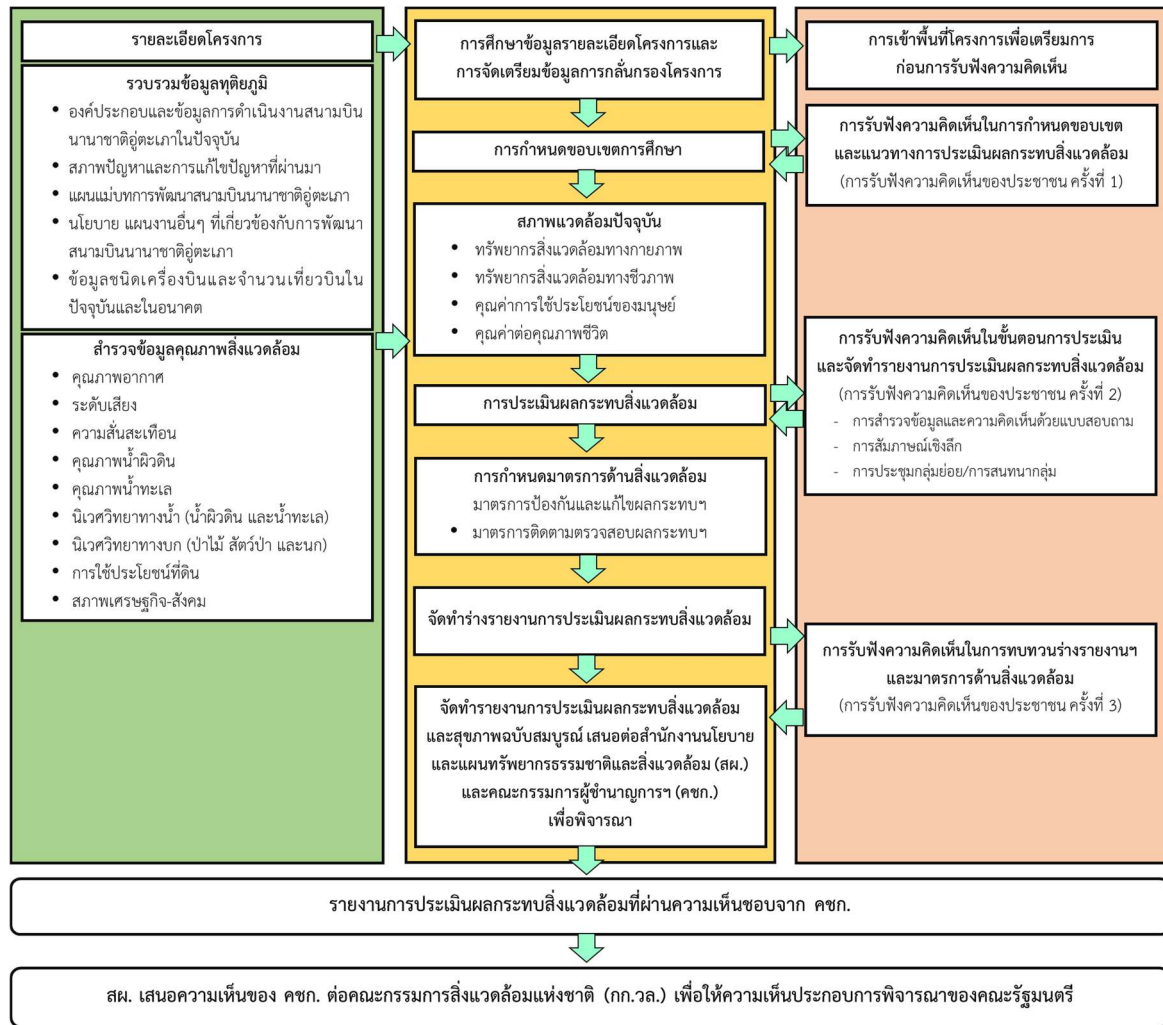 รายละเอียดโครงการ
รวบรวมข้อมูลทุติยภูมิ
• องค์ประกอบและข้อมูลการดำเนินงานสนามบิน
นานาชาติอู่ตะเภาในปัจจุบัน
• สภาพปัญหาและการแก้ไขปัญหาที่ผ่านมา
• แผนแม่บทการพัฒนาสนามบินนานาชาติอู่ตะเภา
• นโยบาย แผนงานอื่นๆ ที่เกี่ยวข้องกับการพัฒนา
สนามบินนานาชาติอู่ตะเภา
• ข้อมูลชนิดเครื่องบินและจำนวนเที่ยวบินใน
ปัจจุบันและในอนาคต
สำรวจข้อมูลคุณภาพสิ่งแวดล้อม
• คุณภาพอากาศ
• ระดับเสียง
• ความสั่นสะเทือน
• คุณภาพน้ำผิวดิน
• คุณภาพน้ำทะเล
• นิเวศวิทยาทางน้ำ (น้ำผิวดิน และน้ำทะเล)
• นิเวศวิทยาทางบก (ป่าไม้ สัตว์ป่า และนก)
• การใช้ประโยชน์ที่ดิน
• สภาพเศรษฐกิจ-สังคม
การศึกษาข้อมูลรายละเอียดโครงการและ
การจัดเตรียมข้อมูลการกลั่นกรองโครงการ
การกำหนดขอบเขตการศึกษา
สภาพแวดล้อมปัจจุบัน
• ทรัพยากรสิ่งแวดล้อมทางกายภาพ
• ทรัพยากรสิ่งแวดล้อมทางชีวภาพ
• คุณค่าการใช้ประโยชน์ของมนุษย์
• คุณค่าต่อคุณภาพชีวิต
การประเมินผลกระทบสิ่งแวดล้อม
การกำหนดมาตรการด้านสิ่งแวดล้อม
มาตรการป้องกันและแก้ไขผลกระทบฯ
• มาตรการติดตามตรวจสอบผลกระทบฯ
จัดทำร่างรายงานการประเมินผลกระทบสิ่งแวดล้อม
จัดทำรายงานการประเมินผลกระทบสิ่งแวดล้อม
และสุขภาพฉบับสมบูรณ์ เสนอต่อสำนักงานนโยบาย
และแผนทรัพยากรธรรมชาติและสิ่งแวดล้อม (สผ.)
และคณะกรรมการผู้ชำนาญการฯ (คชก.)
เพื่อพิจารณา
การเข้าพื้นที่โครงการเพื่อเตรียมการ
ก่อนการรับฟังความคิดเห็น
การรับฟังความคิดเห็นในการกำหนดขอบเขต
และแนวทางการประเมินผลกระทบสิ่งแวดล้อม
(การรับฟังความคิดเห็นของประชาชน ครั้งที่ 1)
การรับฟังความคิดเห็นในขั้นตอนการประเมิน
และจัดทำรายงานการประเมินผลกระทบสิ่งแวดล้อม
(การรับฟังความคิดเห็นของประชาชน ครั้งที่ 2)
- การสำรวจข้อมูลและความคิดเห็นด้วยแบบสอบถาม
- การสัมภาษณ์เชิงลึก
- การประชุมกลุ่มย่อย/การสนทนากลุ่ม
การรับฟังความคิดเห็นในการทบทวนร่างรายงานฯ
และมาตรการด้านสิ่งแวดล้อม
(การรับฟังความคิดเห็นของประชาชน ครั้งที่ 3)
รายงานการประเมินผลกระทบสิ่งแวดล้อมที่ผ่านความเห็นชอบจาก คชก.
สผ. เสนอความเห็นของ คชก. ต่อคณะกรรมการสิ่งแวดล้อมแห่งชาติ (กก.วล.) เพื่อให้ความเห็นประกอบการพิจารณาของคณะรัฐมนตรี